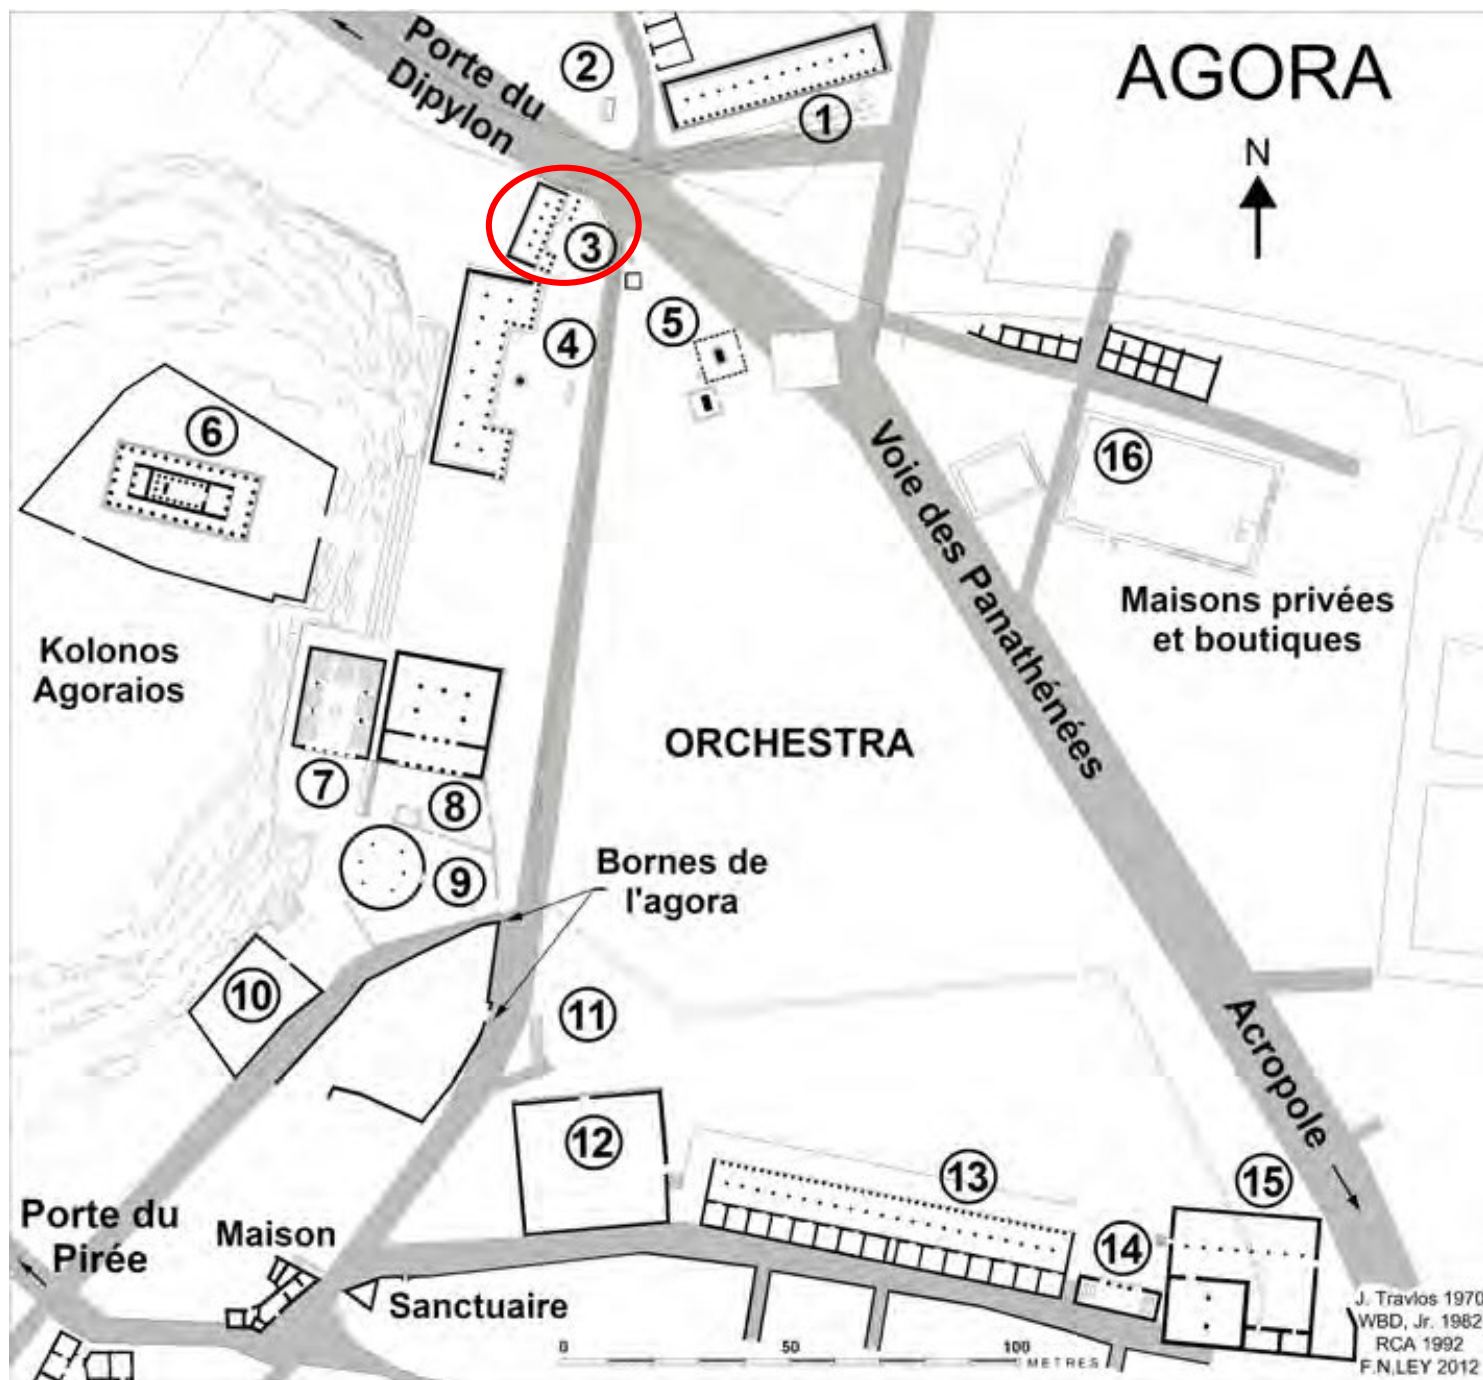 AGORA
N
Porte du
Dipylon
2
1
3
4
5
6
16
Voie des Panathénées
Maisons privées
et boutiques
Kolonos
Agoraios
ORCHESTRA
7
8
9
Bornes de
l'agora
10
11
Acropole
12
13
15
14
Porte du
Pirée
Maison
Sanctuaire
0 50 100
METRES
J. Travlos 1970
WBD, Jr. 1982
RCA 1992
F.N.LEY 2012